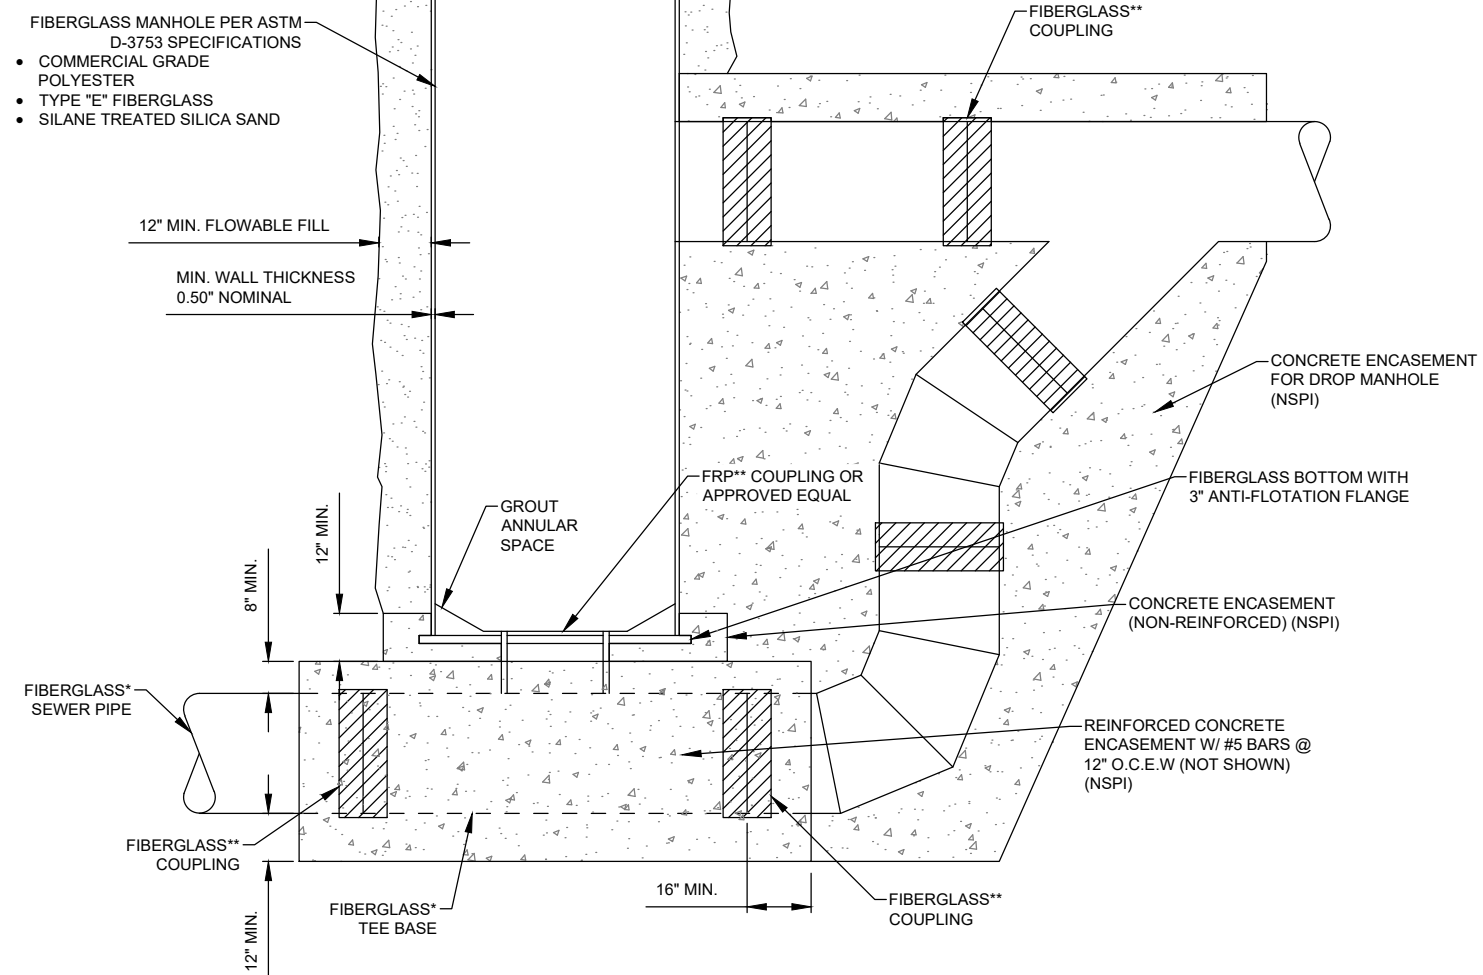 FIBERGLASS MANHOLE PER ASTM
D-3753 SPECIFICATIONS
• COMMERCIAL GRADE
POLYESTER
• TYPE "E" FIBERGLASS
• SILANE TREATED SILICA SAND
FIBERGLASS**
COUPLING
12" MIN. FLOWABLE FILL
MIN. WALL THICKNESS
0.50" NOMINAL
CONCRETE ENCASEMENT
FOR DROP MANHOLE
(NSPI)
FRP** COUPLING OR
APPROVED EQUAL
FIBERGLASS BOTTOM WITH
3" ANTI-FLOTATION FLANGE
GROUT
ANNULAR
SPACE
12" MIN.
8" MIN.
CONCRETE ENCASEMENT
(NON-REINFORCED) (NSPI)
FIBERGLASS*
SEWER PIPE
REINFORCED CONCRETE
ENCASEMENT W/ #5 BARS @
12" O.C.E.W (NOT SHOWN)
(NSPI)
FIBERGLASS**
COUPLING
16" MIN.
FIBERGLASS**
COUPLING
FIBERGLASS*
TEE BASE
12" MIN.